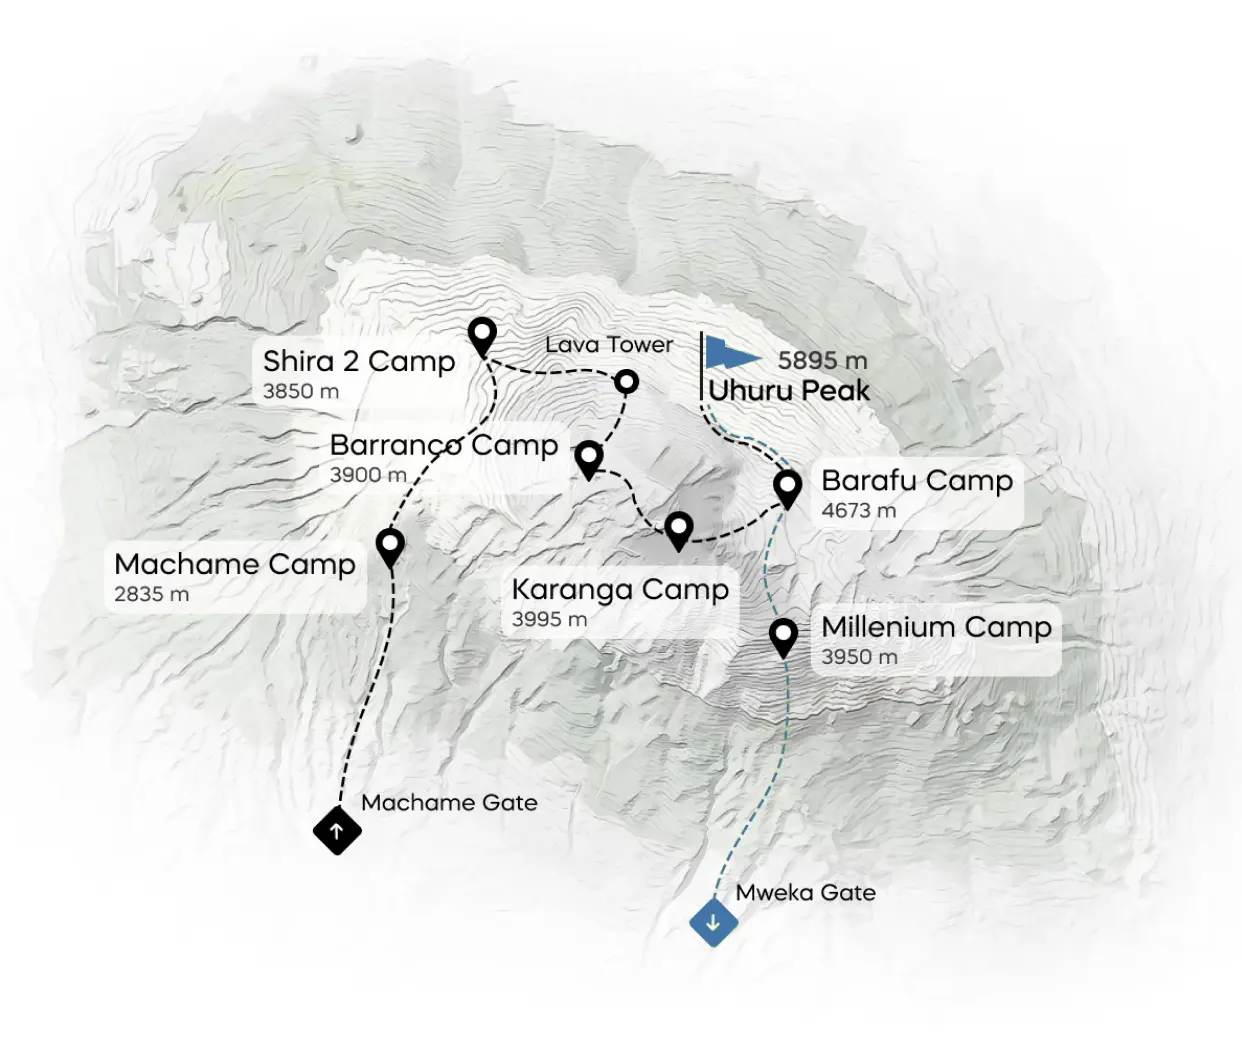 Lava Tower
Shira 2 Camp
3850 m
5895 m
Uhuru Peak
Barranco Camp
3900 m
Barafu Camp
4673 m
Machame Camp
2835 m
Karanga Camp
3995 m
Millenium Camp
3950 m
Machame Gate
Mweka Gate